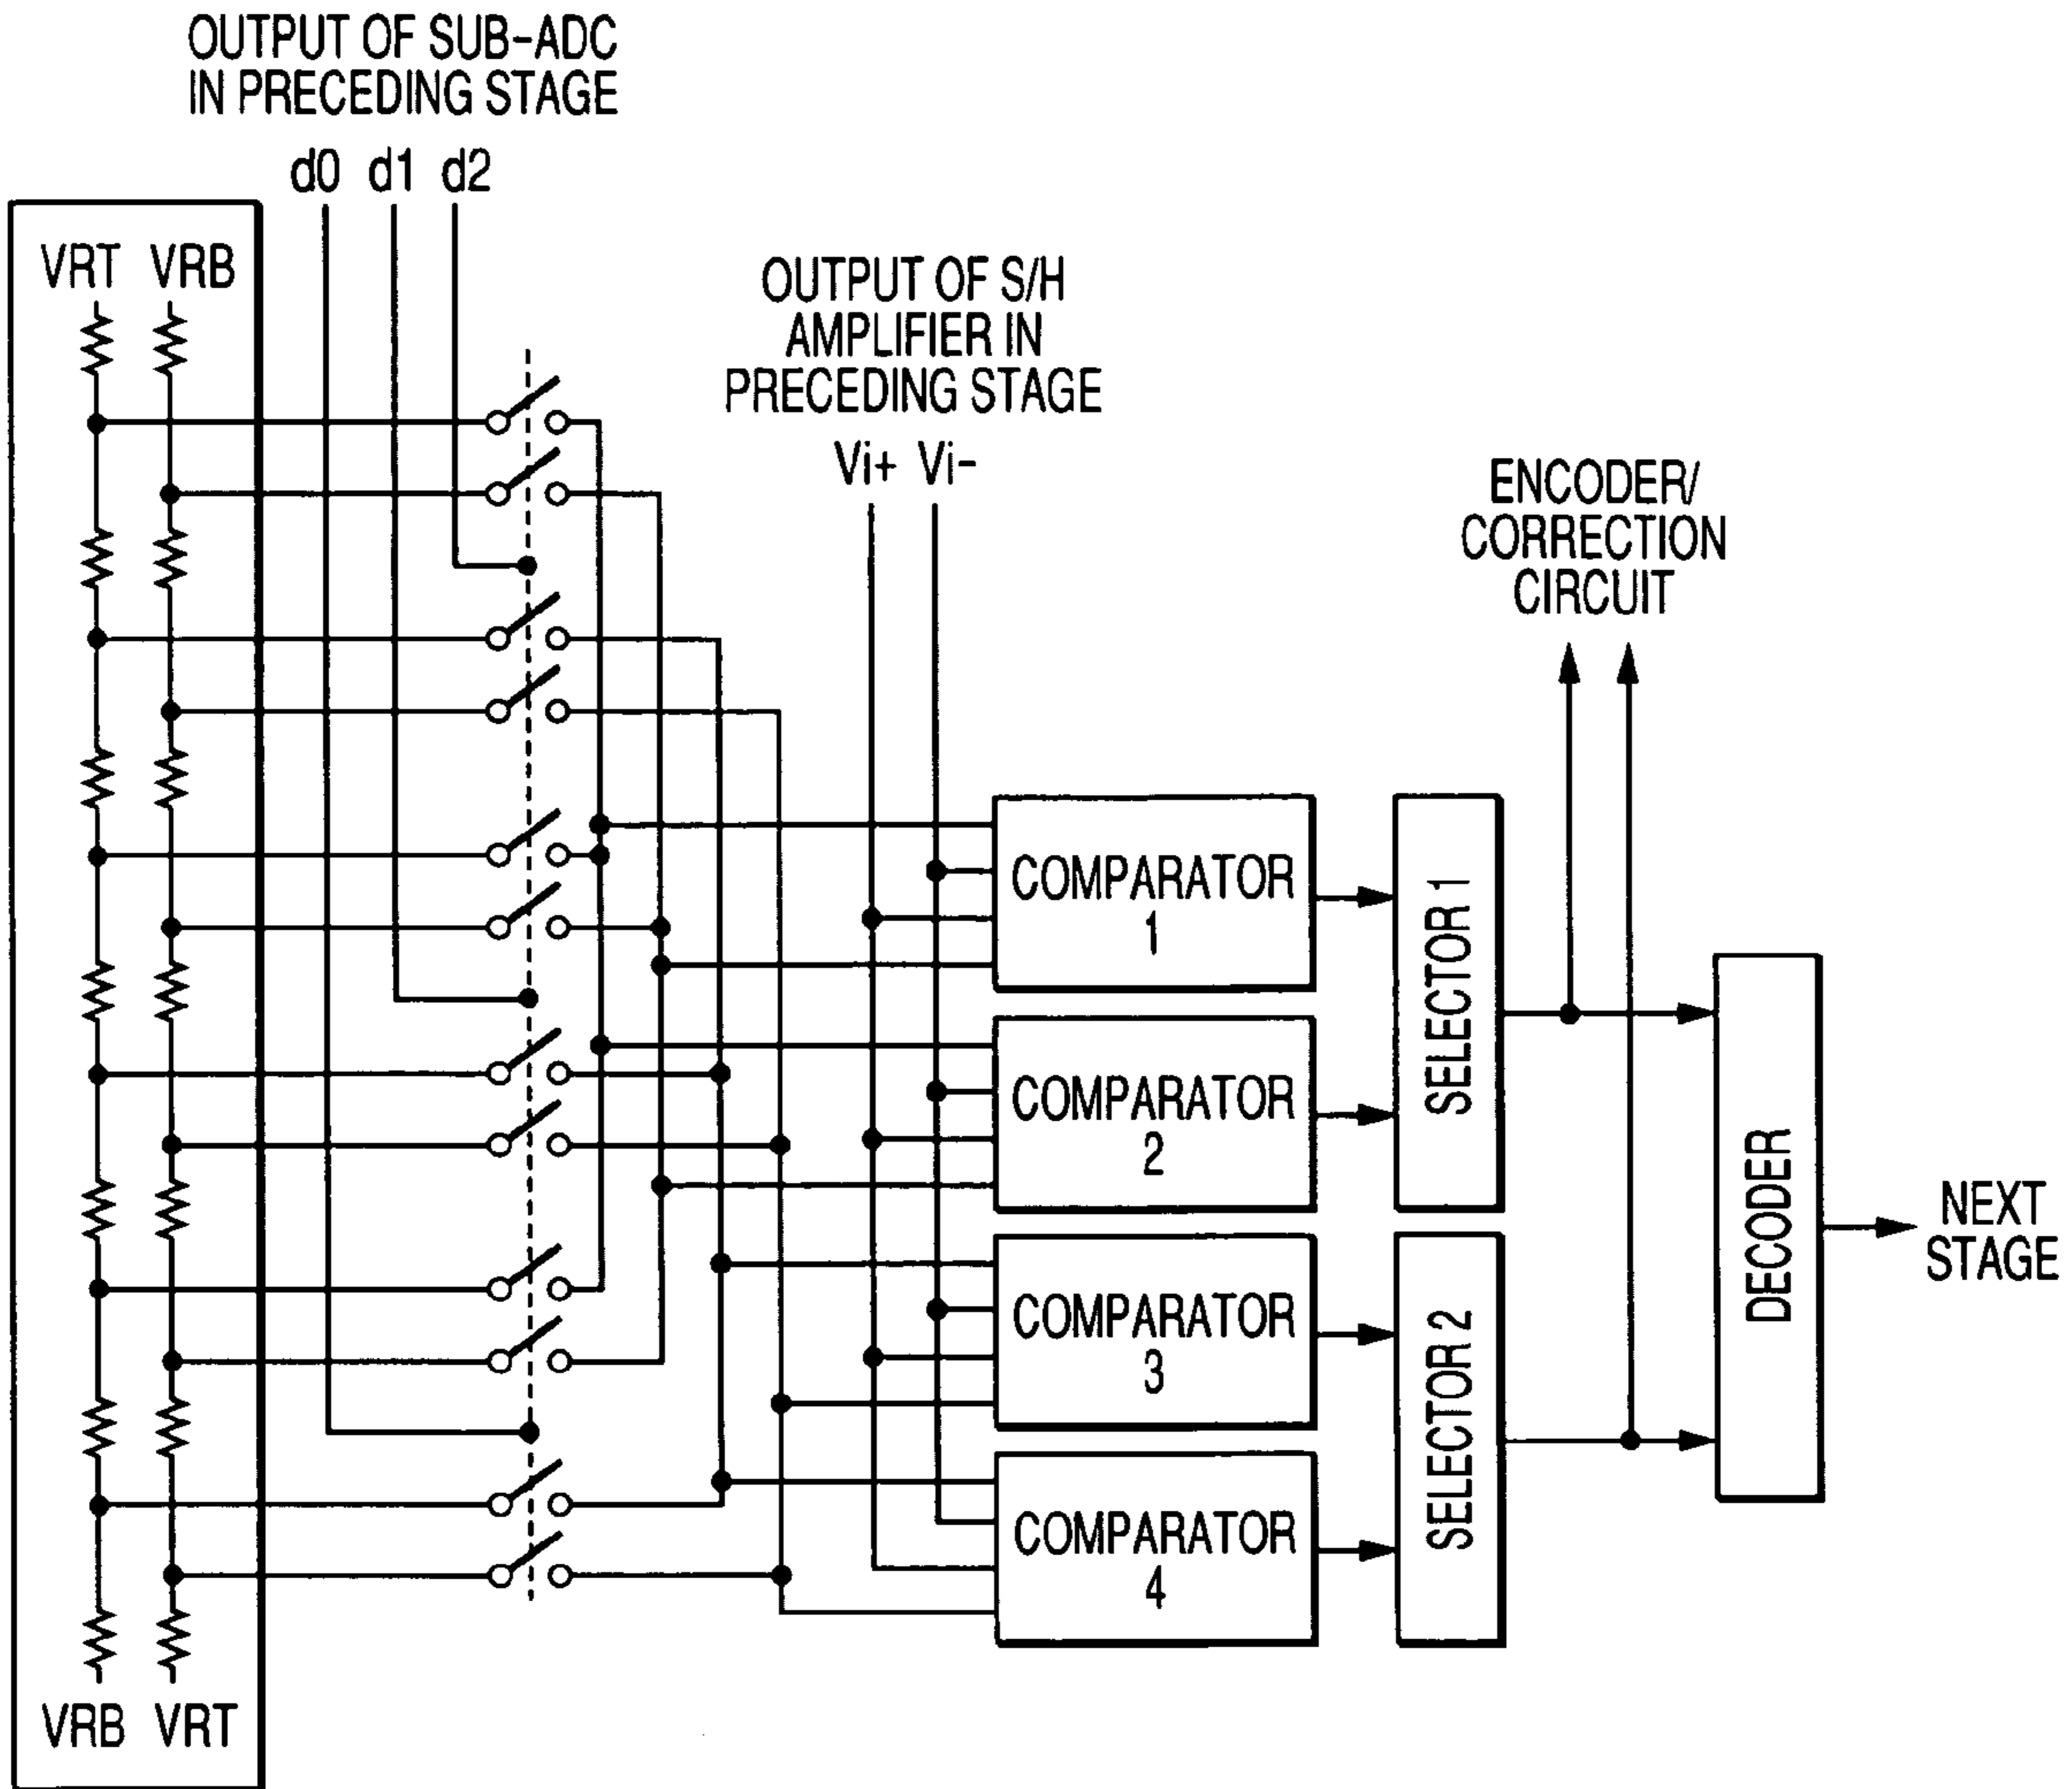 OUTPUT OF SUB-ADC
IN PRECEDING STAGE
d0 d1 d2
VRT VRB
OUTPUT OF S/H
AMPLIFIER IN
PRECEDING STAGE
Vi+ Vi-
ENCODER/
CORRECTION
CIRCUIT
COMPARATOR
1
SELECTOR 1
COMPARATOR
2
DECODER
NEXT
STAGE
COMPARATOR
3
SELECTOR 2
COMPARATOR
4
VRB VRT